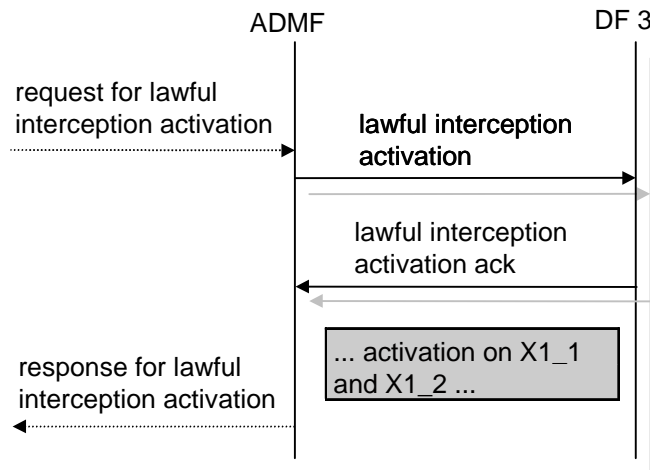 ADMF
DF 3
request for lawful
interception activation
lawful interception
activation
lawful interception
activation ack
... activation on X1_1
and X1_2 ...
response for lawful
interception activation